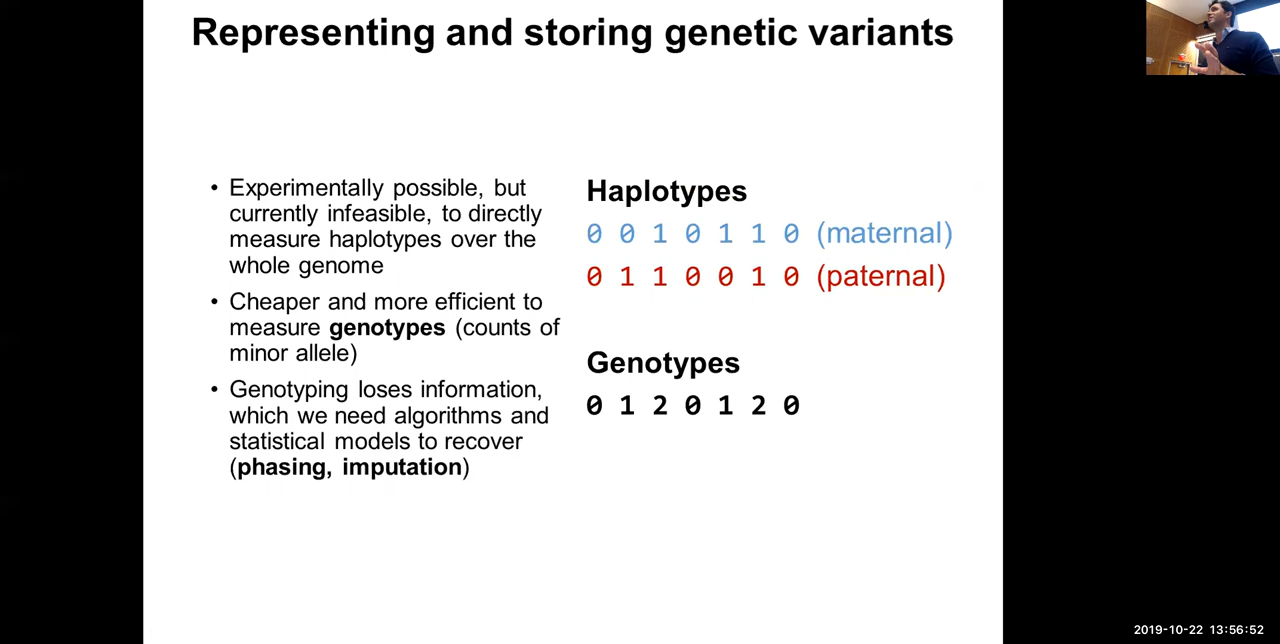 Representing and storing genetic variants
• Experimentally possible, but
currently infeasible, to directly
measure haplotypes over the
whole genome
• Cheaper and more efficient to
measure genotypes (counts of
minor allele)
• Genotyping loses information,
which we need algorithms and
statistical models to recover
(phasing, imputation)
Haplotypes
0 0 1 0 1 1 0 (maternal)
0 1 1 0 0 1 0 (paternal)
Genotypes
0 1 2 0 1 2 0
2019-10-22 13:56:52